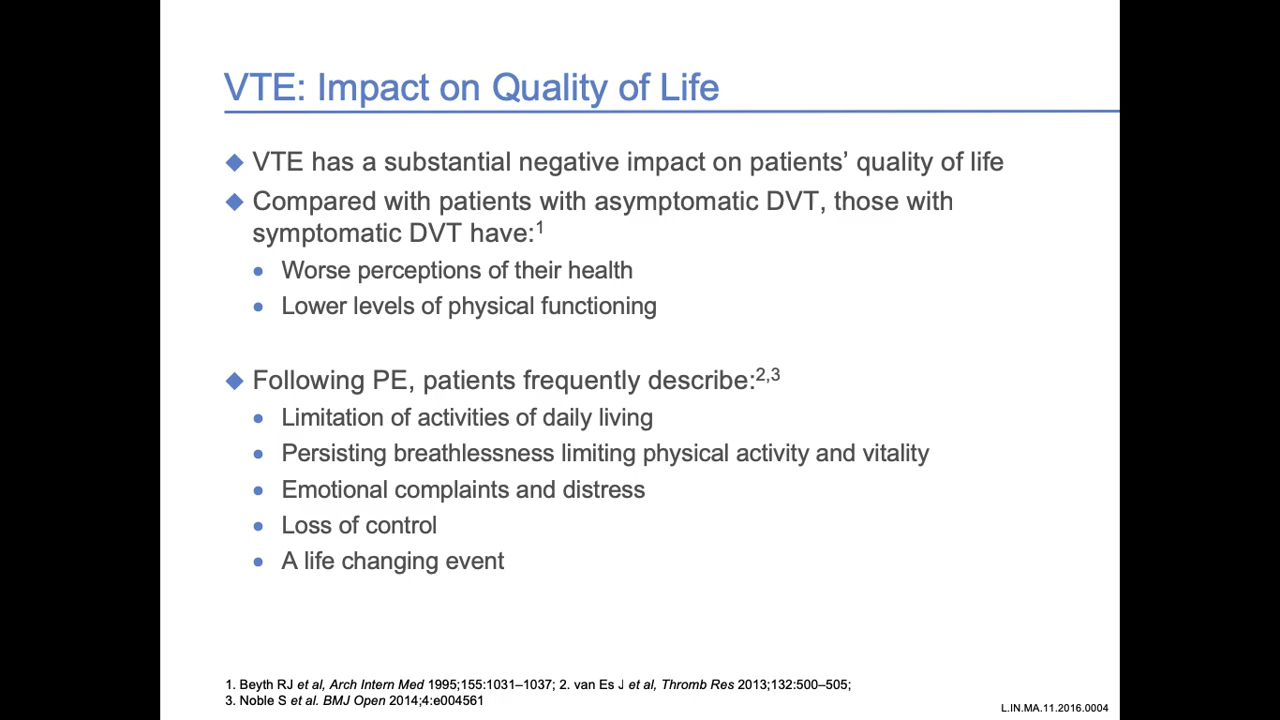 VTE: Impact on Quality of Life
◆ VTE has a substantial negative impact on patients’ quality of life
◆ Compared with patients with asymptomatic DVT, those with
symptomatic DVT have:¹
• Worse perceptions of their health
• Lower levels of physical functioning
◆ Following PE, patients frequently describe:²,³
• Limitation of activities of daily living
• Persisting breathlessness limiting physical activity and vitality
• Emotional complaints and distress
• Loss of control
• A life changing event
1. Beyth RJ et al, Arch Intern Med 1995;155:1031–1037; 2. van Es J et al, Thromb Res 2013;132:500–505;
3. Noble S et al. BMJ Open 2014;4:e004561
L.IN.MA.11.2016.0004